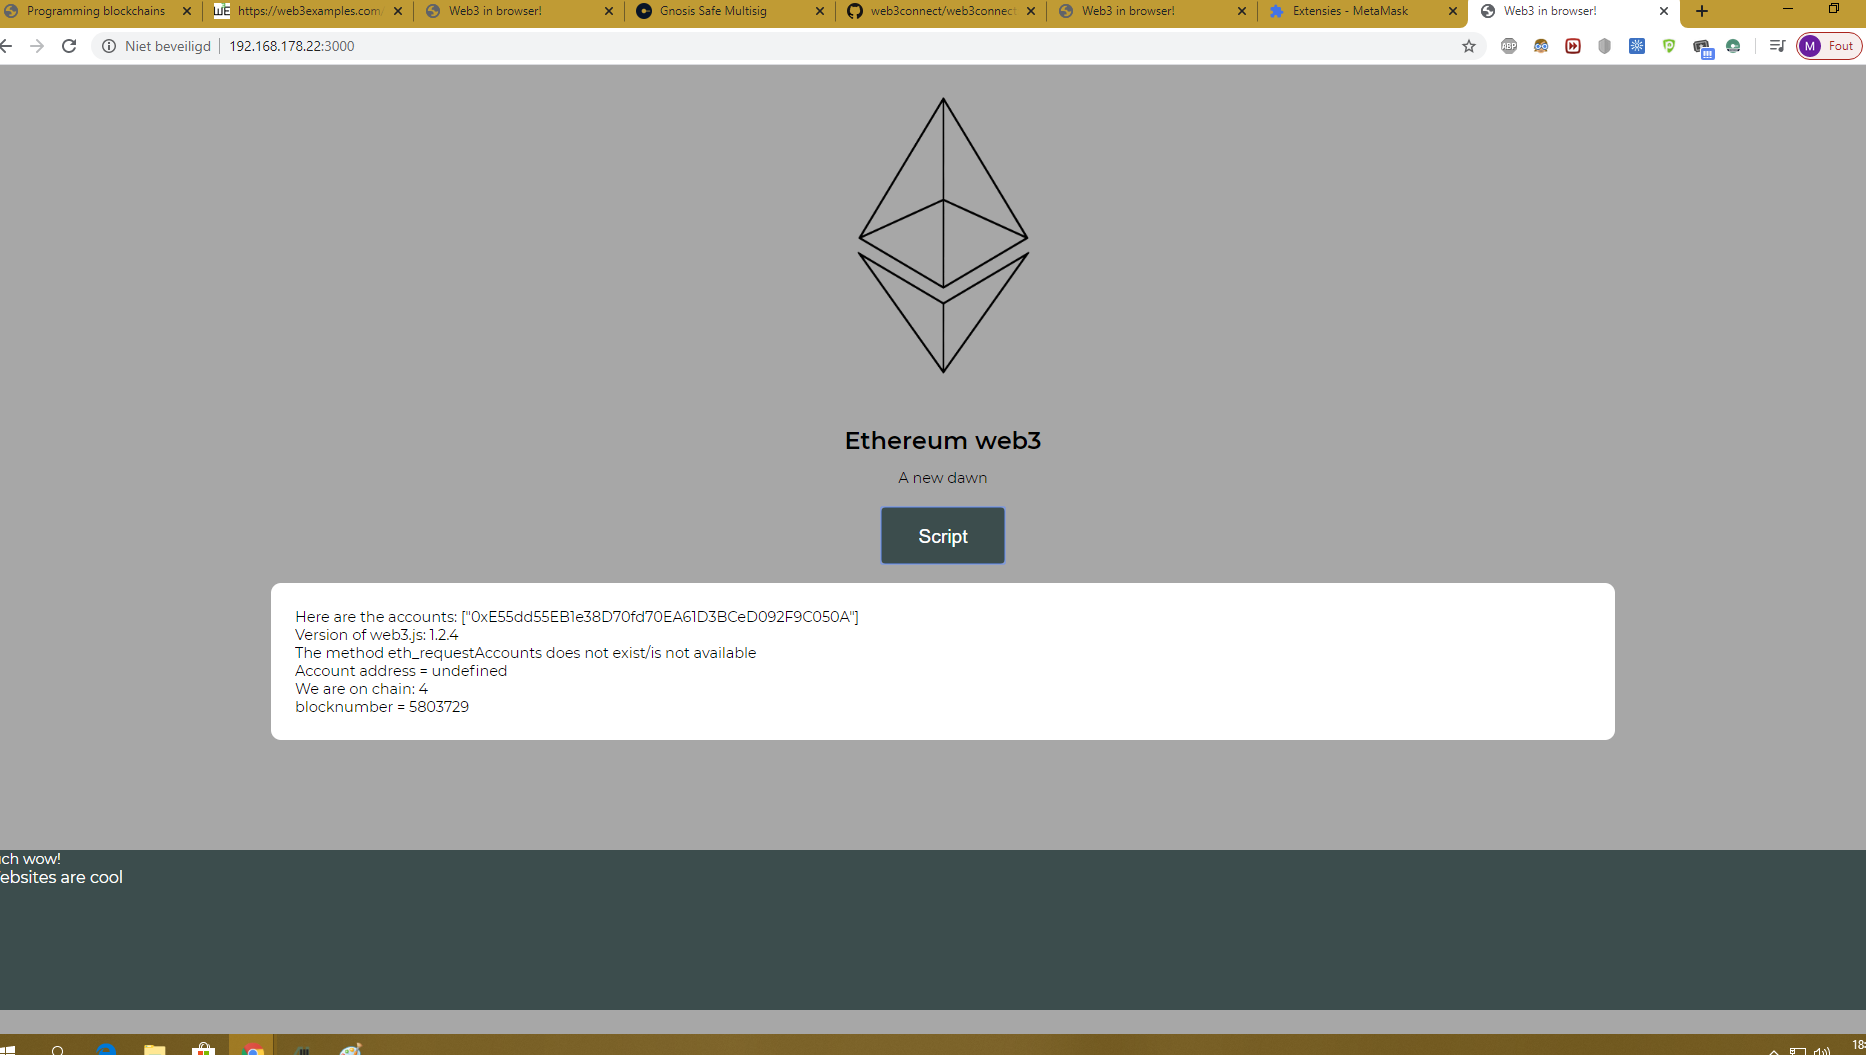 Programming blockchains
WE https://web3examples.com
Web3 in browser!
Gnosis Safe Multisig
web3connect/web3connect
Web3 in browser!
Extensies - MetaMask
Web3 in browser!
Niet beveiligd
192.168.178.22:3000
ABP
M Fout
Ethereum web3
A new dawn
Script
Here are the accounts: ["0xE55dd55EB1e38D70fd70EA61D3BCeD092F9C050A"]
Version of web3.js: 1.2.4
The method eth_requestAccounts does not exist/is not available
Account address = undefined
We are on chain: 4
blocknumber = 5803729
ch wow!
ebsites are cool
18: